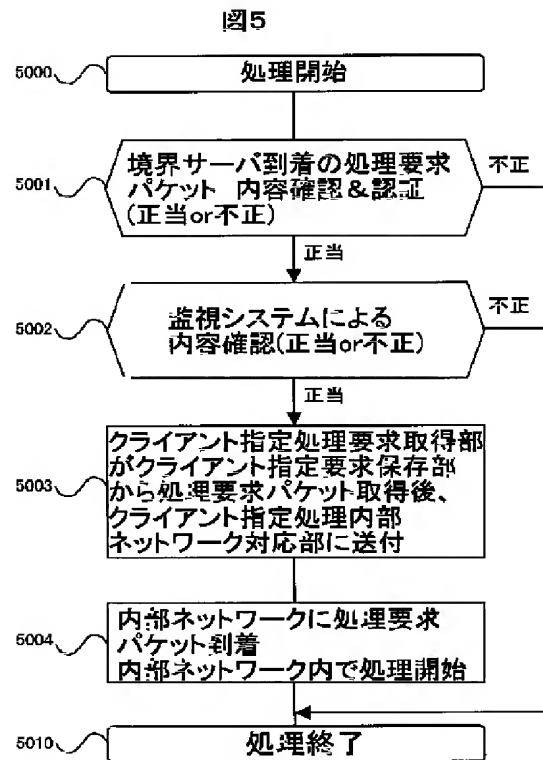 図5
5000
処理開始
5001
境界サーバ到着の処理要求
パケット 内容確認&認証
(正当or不正)
不正
正当
5002
監視システムによる
内容確認(正当or不正)
不正
正当
5003
クライアント指定処理要求取得部
がクライアント指定要求保存部
から処理要求パケット取得後、
クライアント指定処理内部
ネットワーク対応部に送付
5004
内部ネットワークに処理要求
パケット到着
内部ネットワーク内で処理開始
5010
処理終了